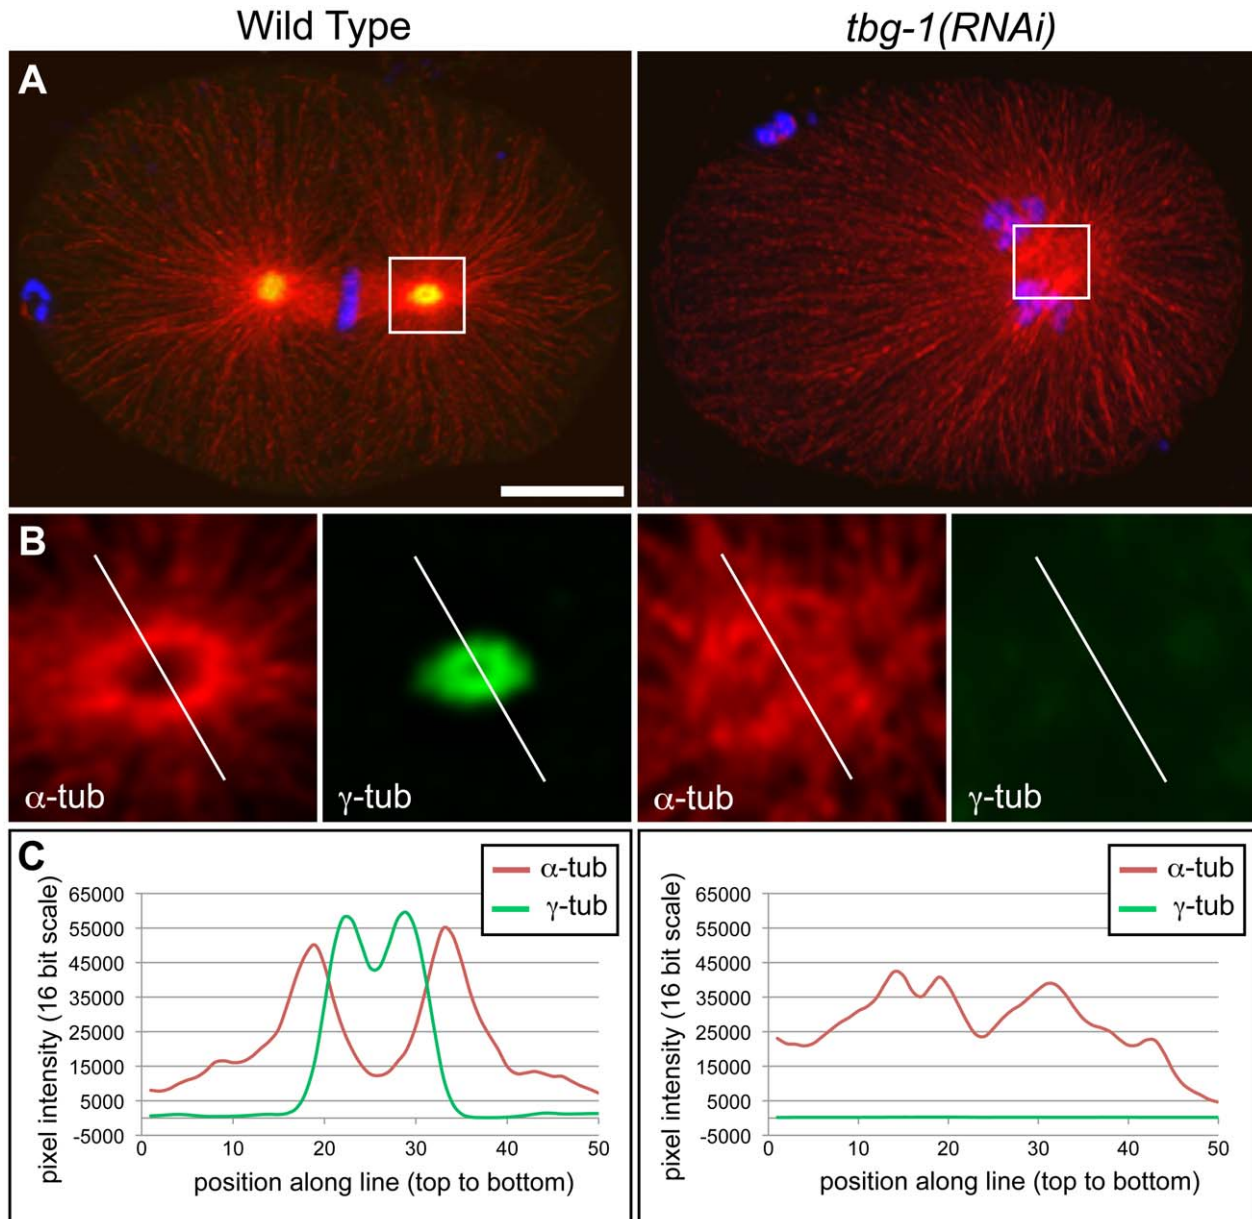 Wild Type
tbg-1(RNAi)
A
B
α-tub
γ-tub
α-tub
γ-tub
C
α-tub
γ-tub
pixel intensity (16 bit scale)
65000
55000
45000
35000
25000
15000
5000
-5000
0 10 20 30 40 50
position along line (top to bottom)
α-tub
γ-tub
pixel intensity (16 bit scale)
65000
55000
45000
35000
25000
15000
5000
-5000
0 10 20 30 40 50
position along line (top to bottom)